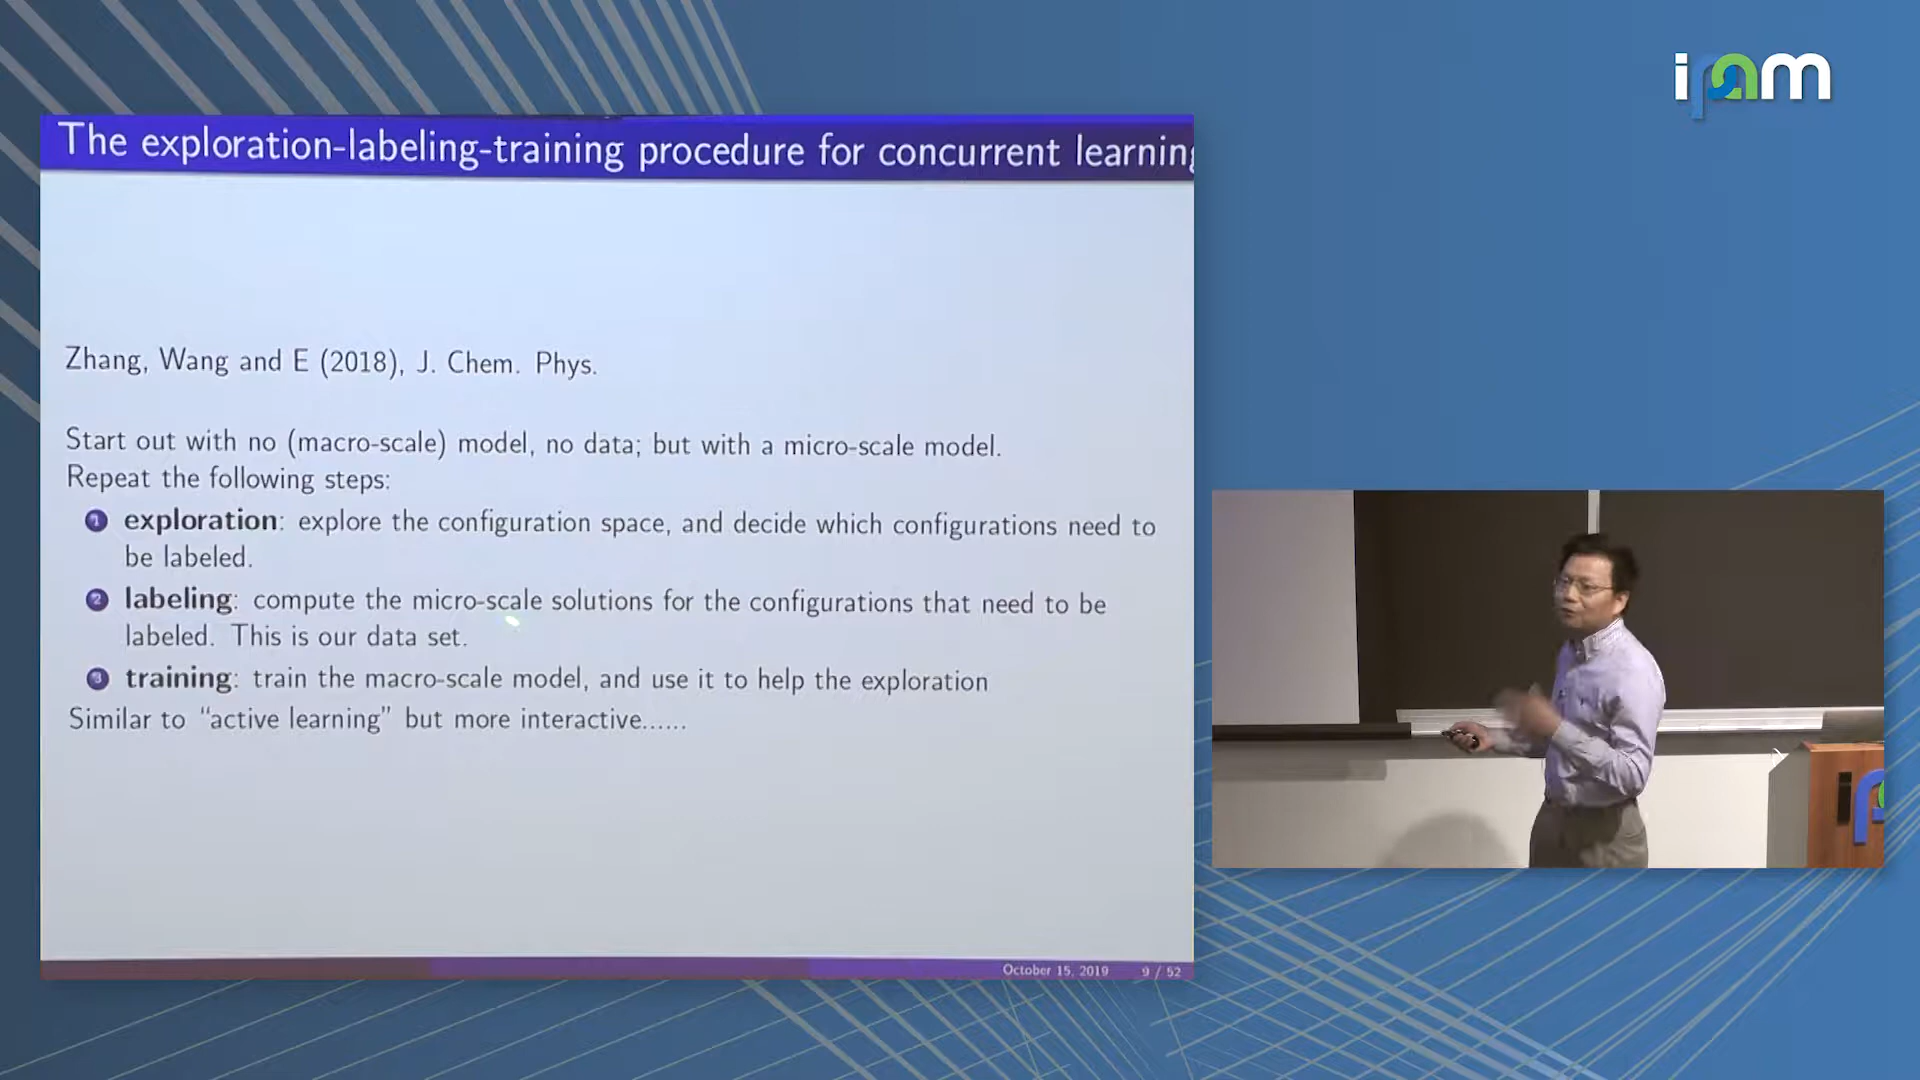 ipam
The exploration-labeling-training procedure for concurrent learning
Zhang, Wang and E (2018), J. Chem. Phys.
Start out with no (macro-scale) model, no data; but with a micro-scale model.
Repeat the following steps:
1 exploration: explore the configuration space, and decide which configurations need to
be labeled.
2 labeling: compute the micro-scale solutions for the configurations that need to be
labeled. This is our data set.
3 training: train the macro-scale model, and use it to help the exploration
Similar to “active learning” but more interactive......
October 15, 2019 9 / 52